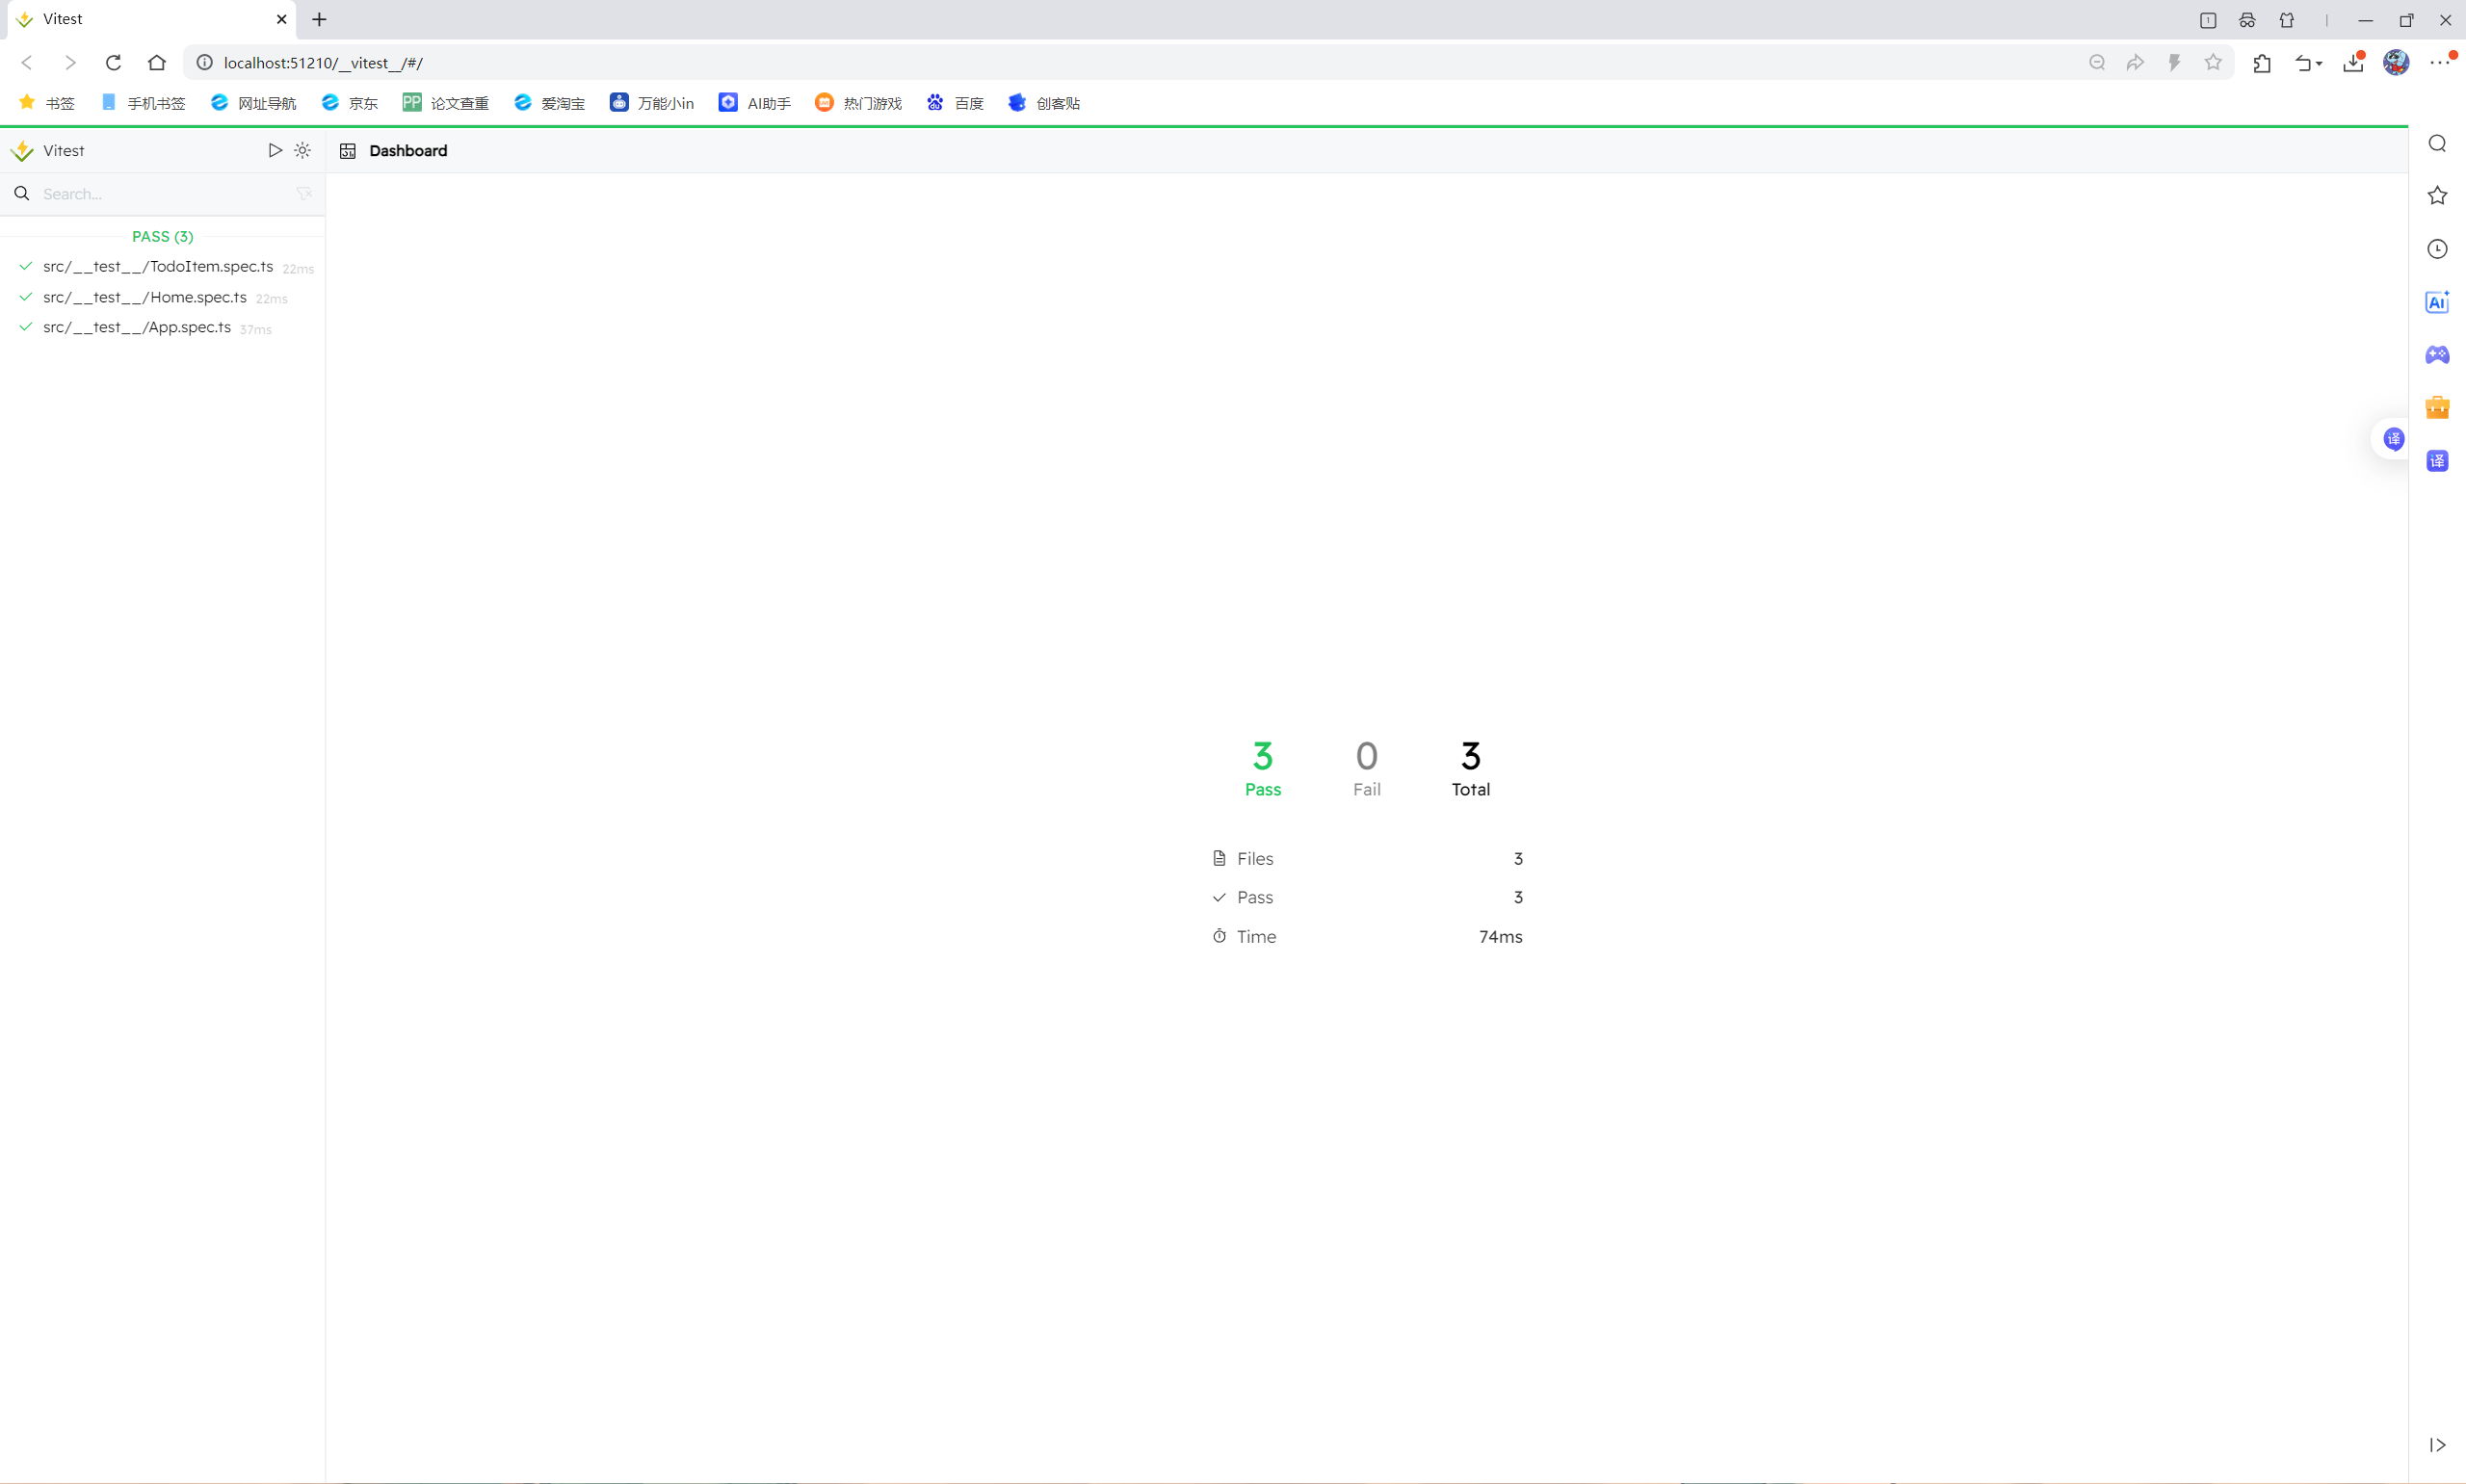 Vitest
localhost:51210/__vitest__/#/
书签 手机书签 网址导航 京东 PP 论文查重 爱淘宝 万能小in AI助手 热门游戏 百度 创客贴
Vitest
Dashboard
Search...
PASS (3)
src/__test__/TodoItem.spec.ts 22ms
src/__test__/Home.spec.ts 22ms
src/__test__/App.spec.ts 37ms
AI
译
译
3 0 3
Pass Fail Total
Files 3
Pass 3
Time 74ms